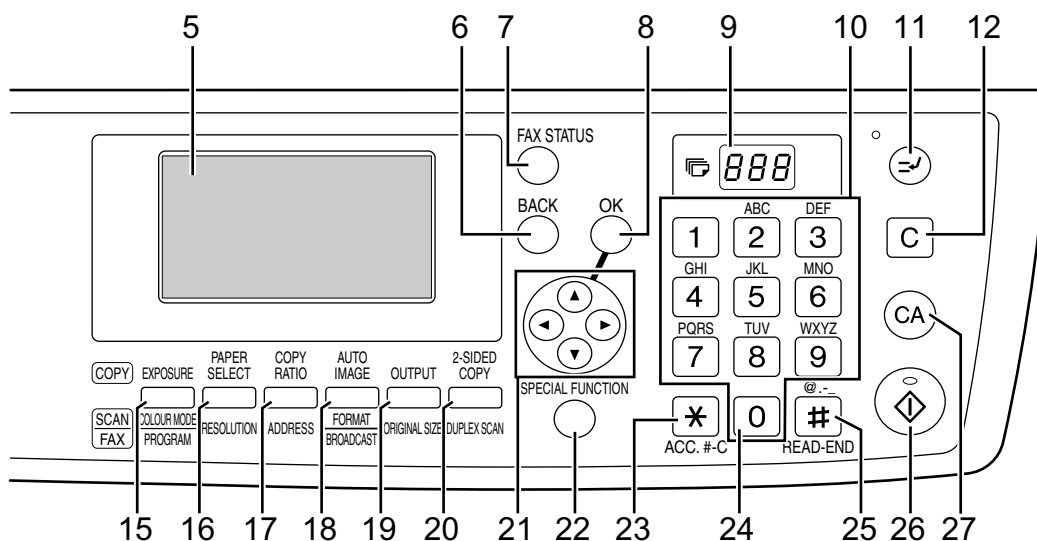 5 6 7 8 9 10 11 12
FAX STATUS
888
BACK OK
ABC DEF
1 2 3
C
GHI JKL MNO
4 5 6
CA
PQRS TUV WXYZ
7 8 9
@.-_
COPY EXPOSURE PAPER SELECT COPY RATIO AUTO IMAGE OUTPUT 2-SIDED COPY
SPECIAL FUNCTION
SCAN COLOUR MODE RESOLUTION ADDRESS FORMAT ORIGINAL SIZE DUPLEX SCAN
FAX PROGRAM BROADCAST
* 0 #
ACC. #-C READ-END
15 16 17 18 19 20 21 22 23 24 25 26 27